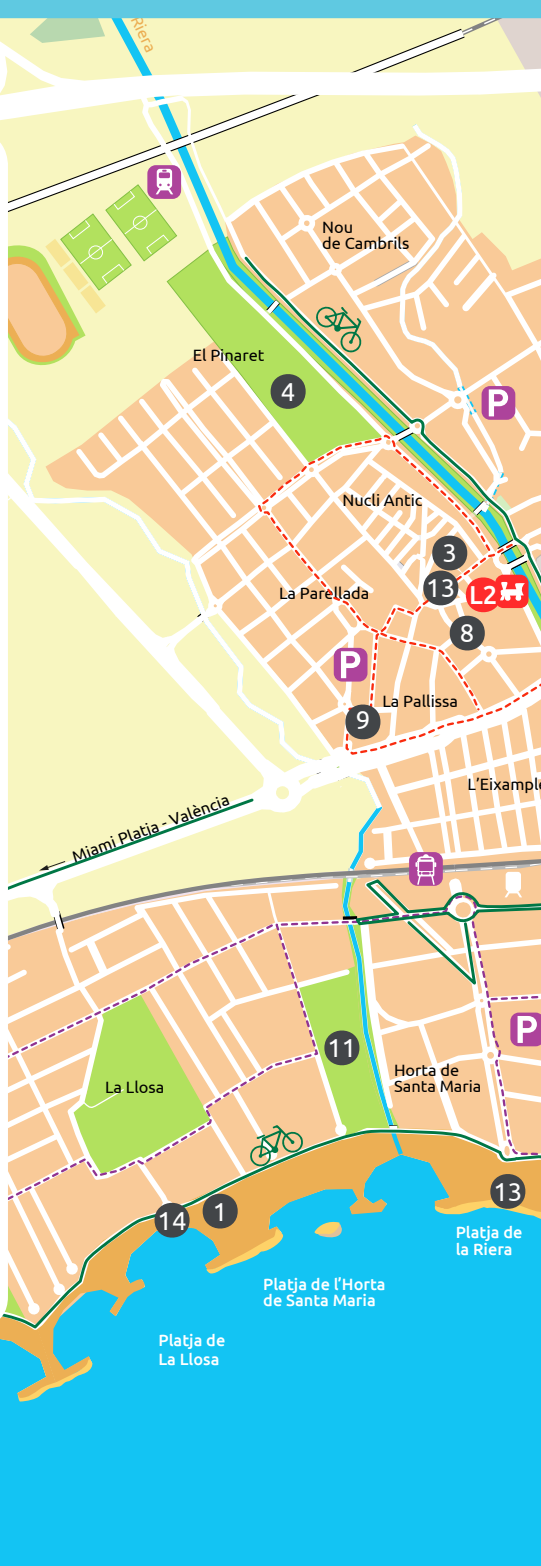 Riera
Nou
de Cambrils
El Pinaret
4
P
Nucli Antic
3
13
L2
La Parellada
8
P
La Pallissa
9
L'Eixample
Miami Platja - València
11
P
La Llosa
Horta de
Santa Maria
13
1
14
Platja de
la Riera
Platja de l'Horta
de Santa Maria
Platja de
La Llosa